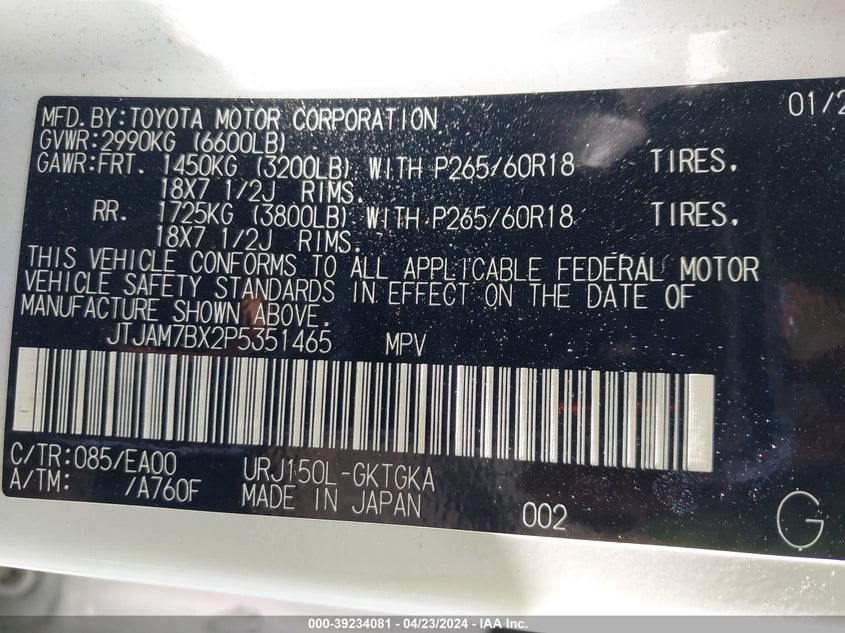 MFD. BY: TOYOTA MOTOR CORPORATION 01/2
GVWR: 2990KG (6600LB)
GAWR: FRT. 1450KG (3200LB) WITH P265/60R18 TIRES,
18X7 1/2J RIMS.
RR. 1725KG (3800LB) WITH P265/60R18 TIRES,
18X7 1/2J RIMS.
THIS VEHICLE CONFORMS TO ALL APPLICABLE FEDERAL MOTOR
VEHICLE SAFETY STANDARDS IN EFFECT ON THE DATE OF
MANUFACTURE SHOWN ABOVE.
JTJAM7BX2P5351465 MPV
C/TR: 085/EA00 URJ150L-GKTGKA
A/TM: /A760F MADE IN JAPAN 002 G
000-39234081 - 04/23/2024 - IAA Inc.